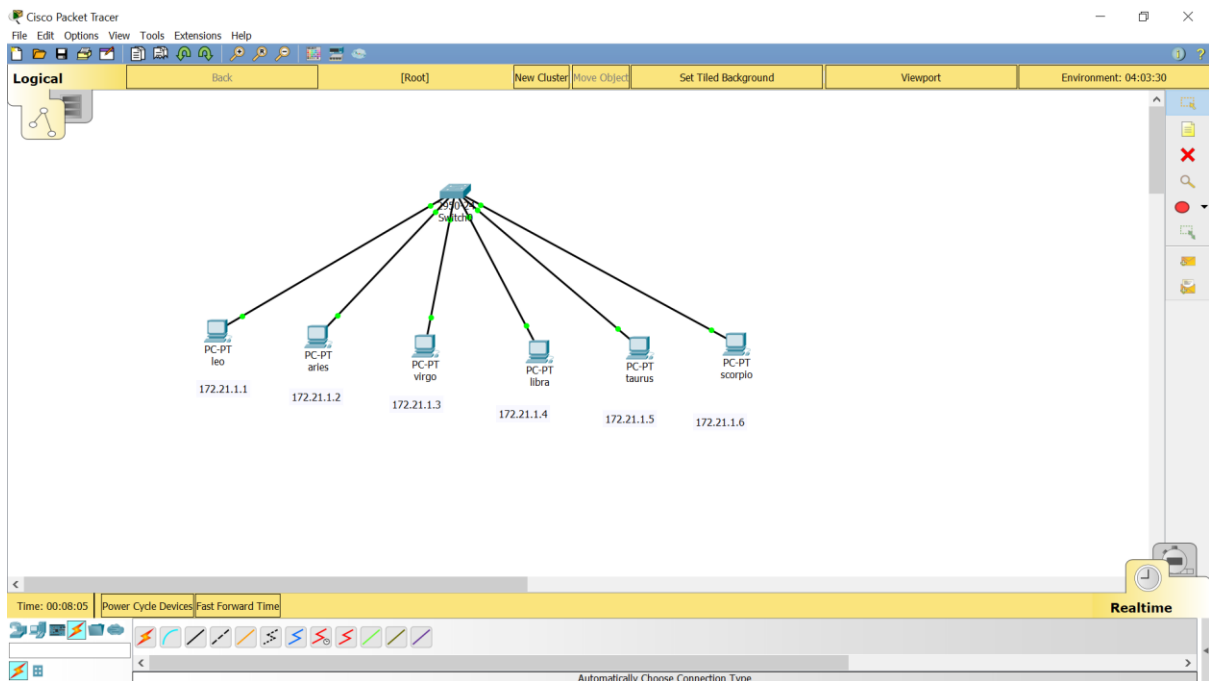 Cisco Packet Tracer
File Edit Options View Tools Extensions Help
Logical Back [Root] New Cluster Move Object Set Tiled Background Viewport Environment: 04:03:30
2950-24
Switch0
PC-PT
leo
172.21.1.1
PC-PT
aries
172.21.1.2
PC-PT
virgo
172.21.1.3
PC-PT
libra
172.21.1.4
PC-PT
taurus
172.21.1.5
PC-PT
scorpio
172.21.1.6
Time: 00:08:05 Power Cycle Devices Fast Forward Time Realtime
Automatically Choose Connection Type